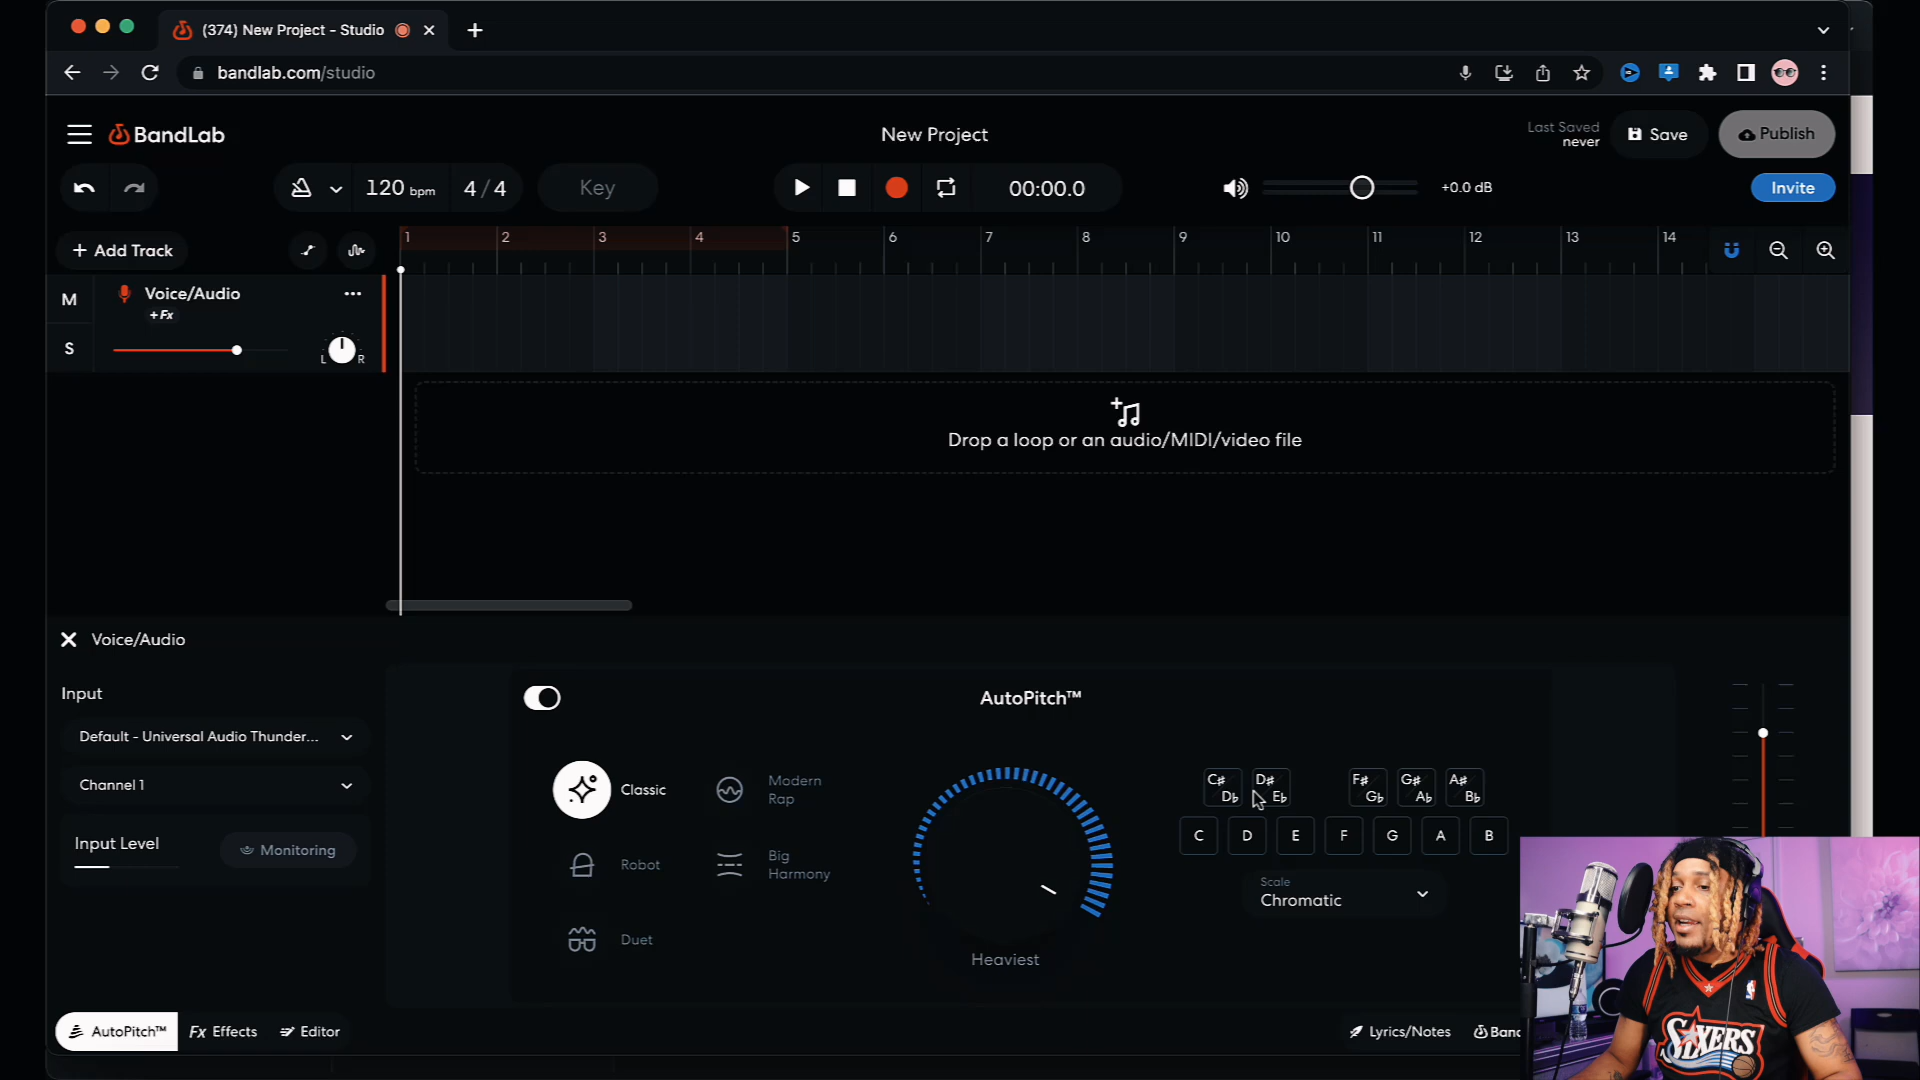 (374) New Project - Studio
bandlab.com/studio
BandLab
New Project
Last Saved
never
Save
Publish
120 bpm
4 / 4
Key
00:00.0
+0.0 dB
Invite
+ Add Track
1 2 3 4 5 6 7 8 9 10 11 12 13 14
M
Voice/Audio
+Fx
S
L R
Drop a loop or an audio/MIDI/video file
Voice/Audio
Input
Default - Universal Audio Thunder...
Channel 1
Input Level
Monitoring
AutoPitch™
Classic
Modern
Rap
Robot
Big
Harmony
Duet
Heaviest
C# D# F# G# A#
D♭ E♭ G♭ A♭ B♭
C D E F G A B
Scale
Chromatic
AutoPitch™
Fx Effects
Editor
Lyrics/Notes
Ban
SIXERS